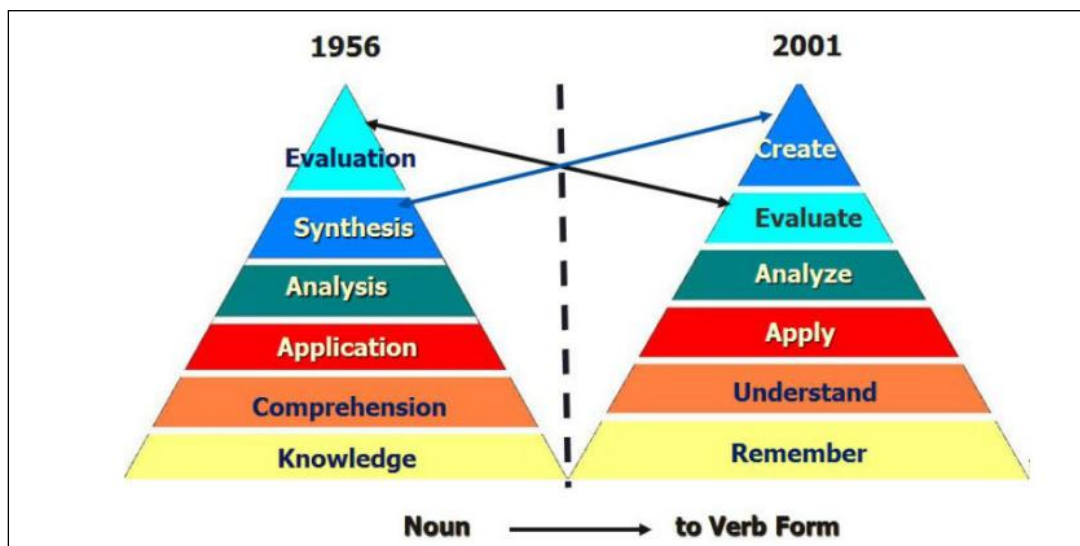 1956
2001
Evaluation
Synthesis
Analysis
Application
Comprehension
Knowledge
Create
Evaluate
Analyze
Apply
Understand
Remember
Noun to Verb Form